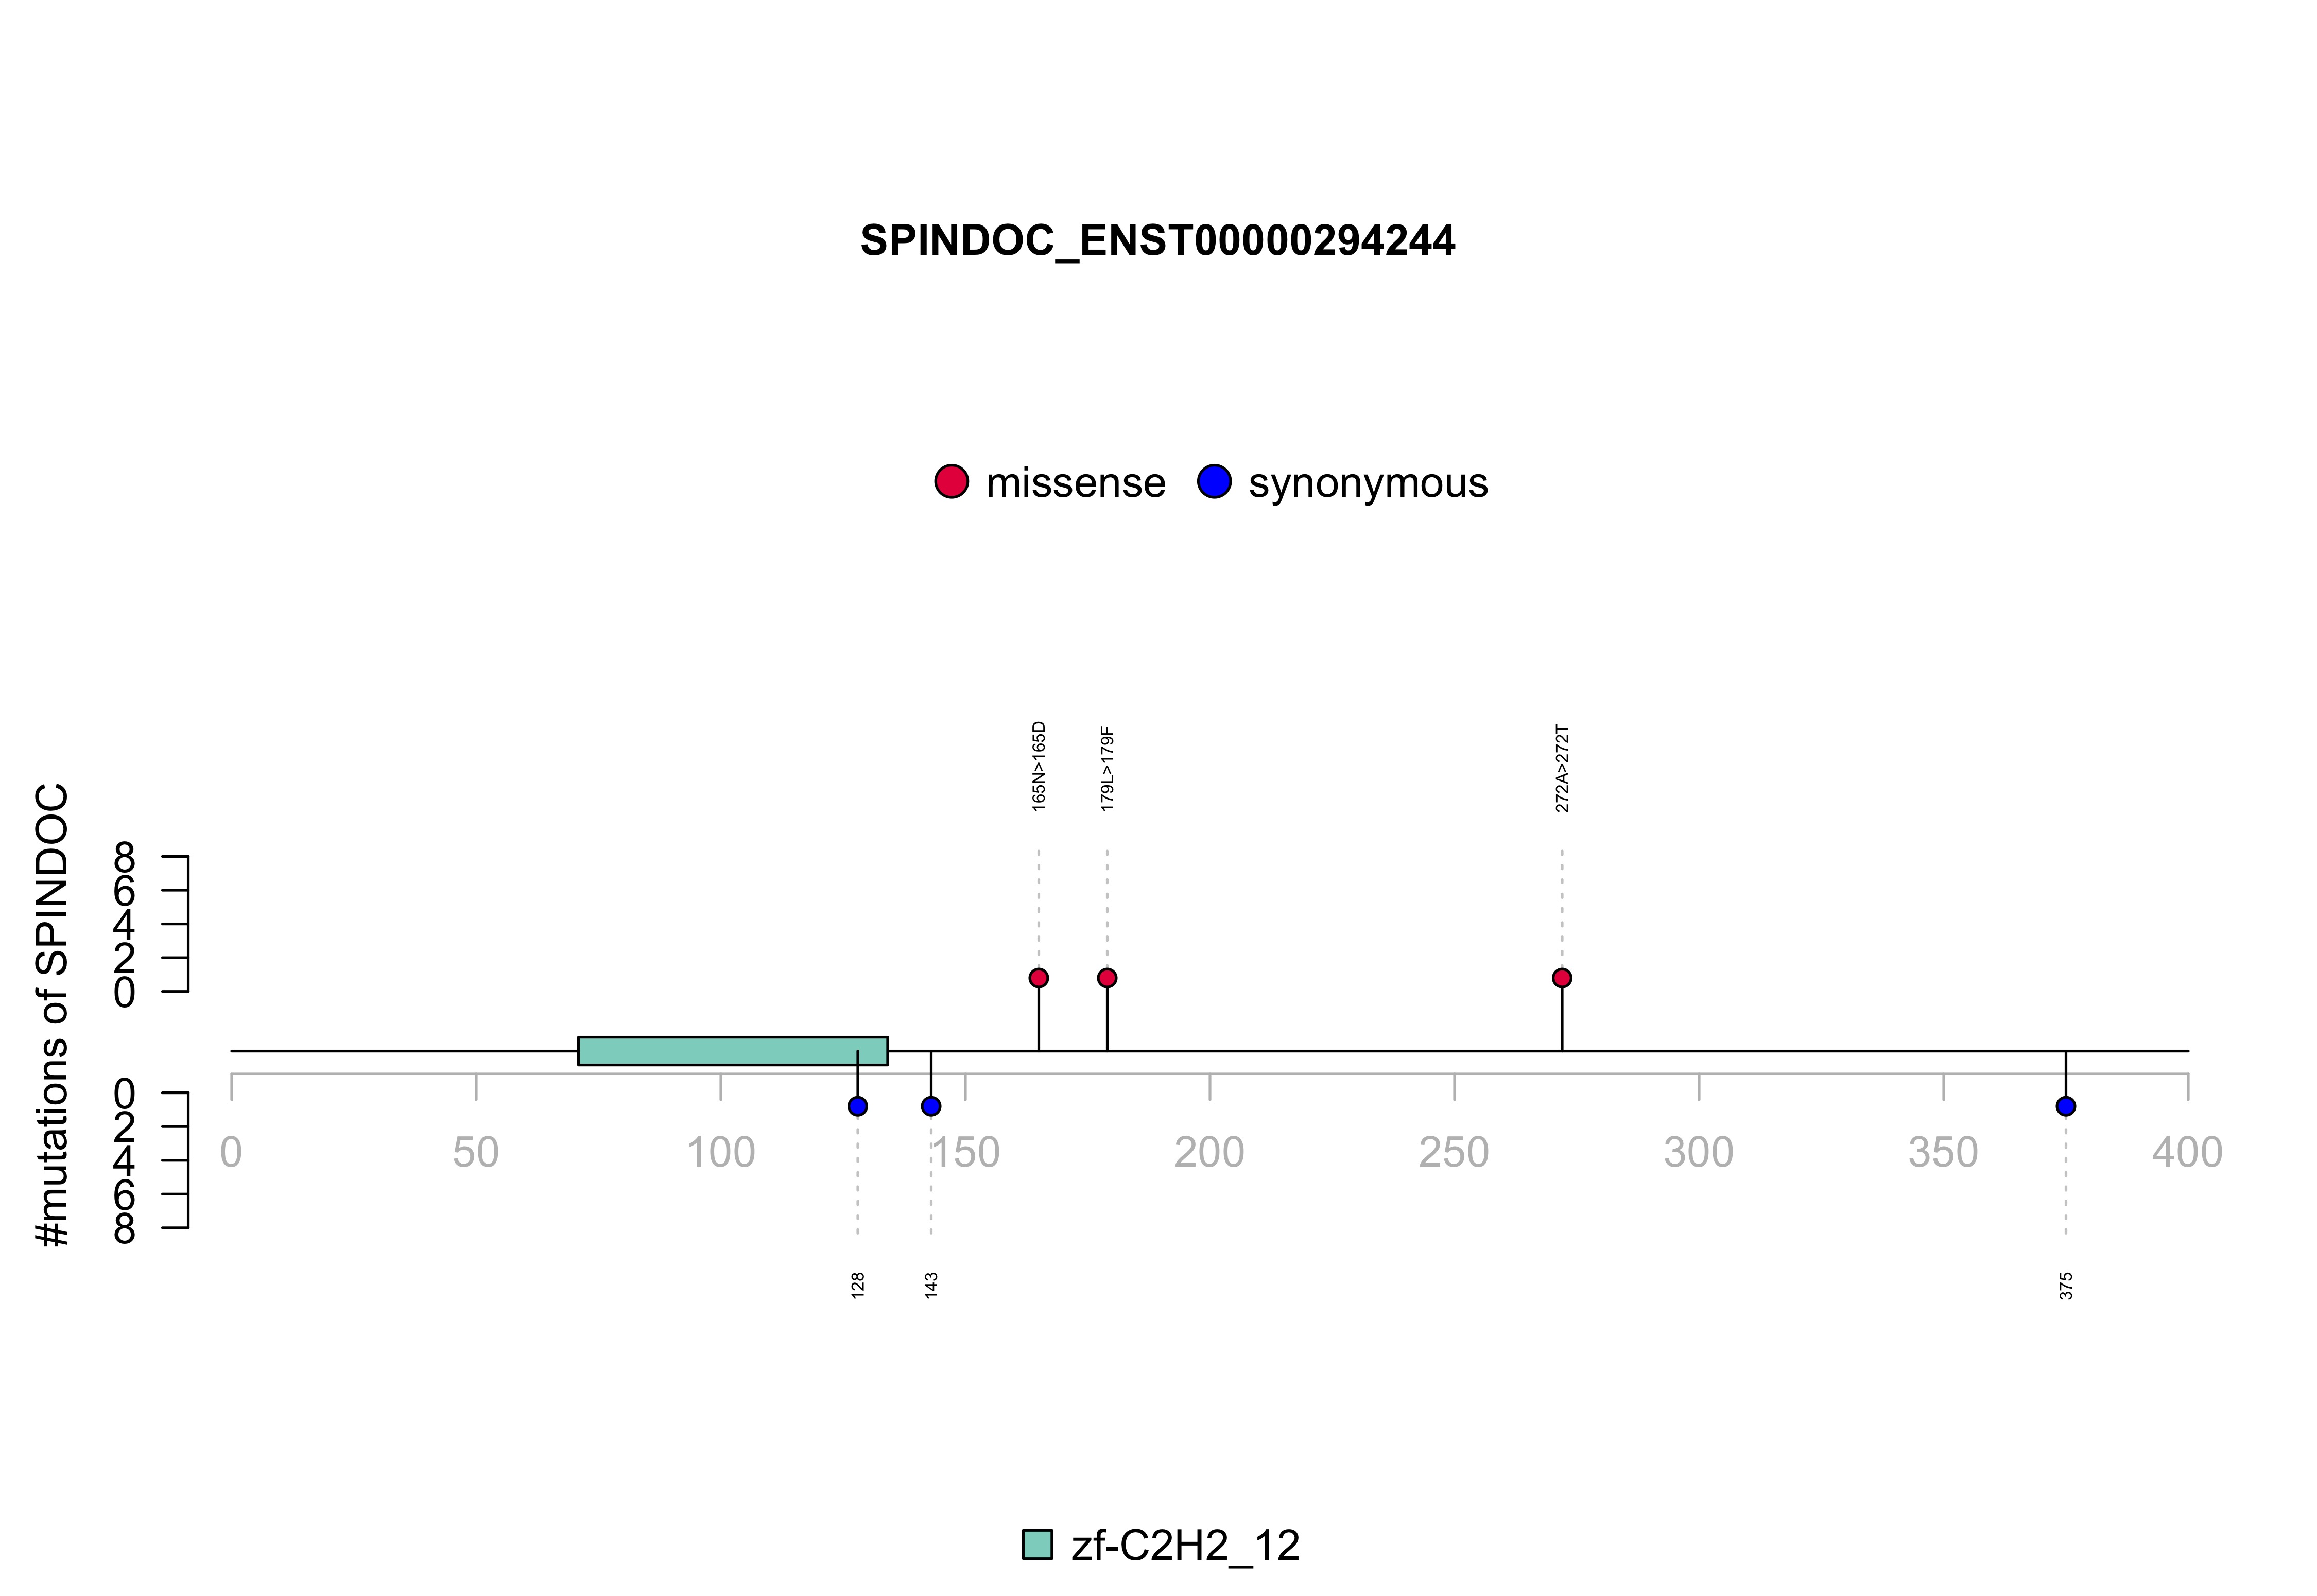 SPINDOC_ENST00000294244
missense synonymous
165N>165D
179L>179F
272A>272T
#mutations of SPINDOC
8
6
4
2
0
0
2
4
6
8
0 50 100 150 200 250 300 350 400
128
143
375
zf-C2H2_12